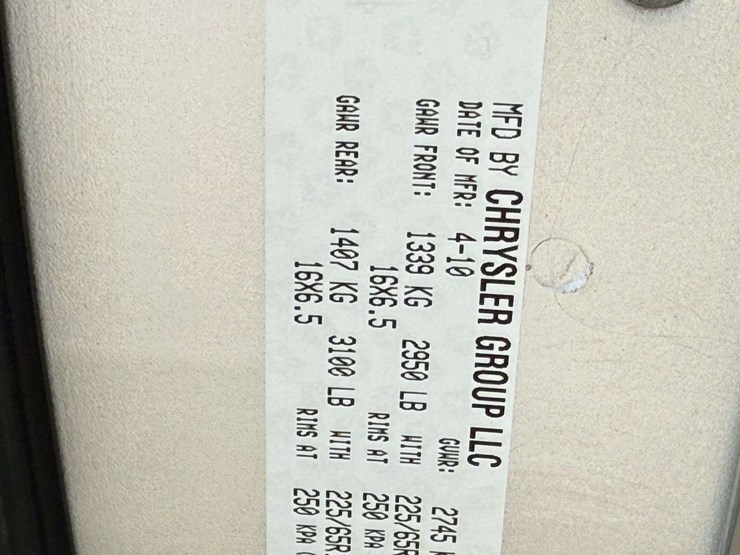 MFD BY CHRYSLER GROUP LLC
DATE OF MFR: 4-10 GVWR: 2745
GAWR FRONT: 1339 KG 2950 LB WITH 225/65R
16X6.5 RIMS AT 250 KPA
GAWR REAR: 1407 KG 3100 LB WITH 225/65R
16X6.5 RIMS AT 250 KPA (